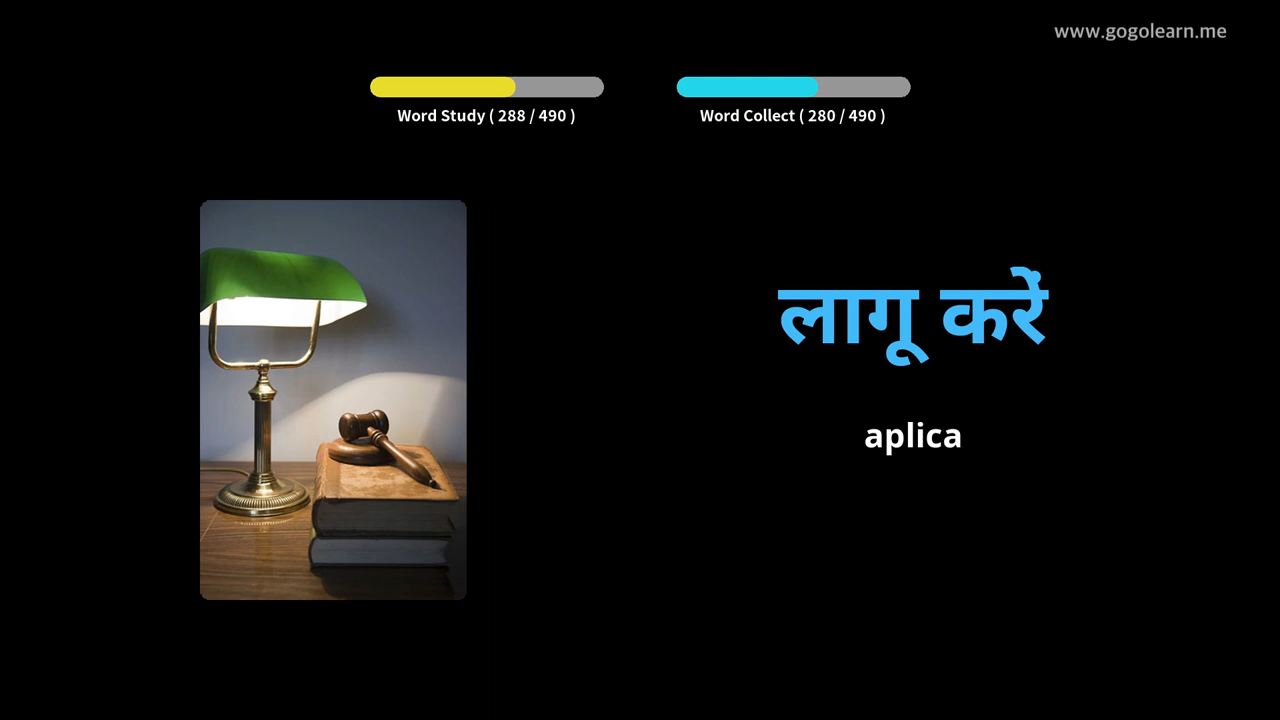 www.gogolearn.me
Word Study ( 288 / 490 )
Word Collect ( 280 / 490 )
लागू करें
aplica